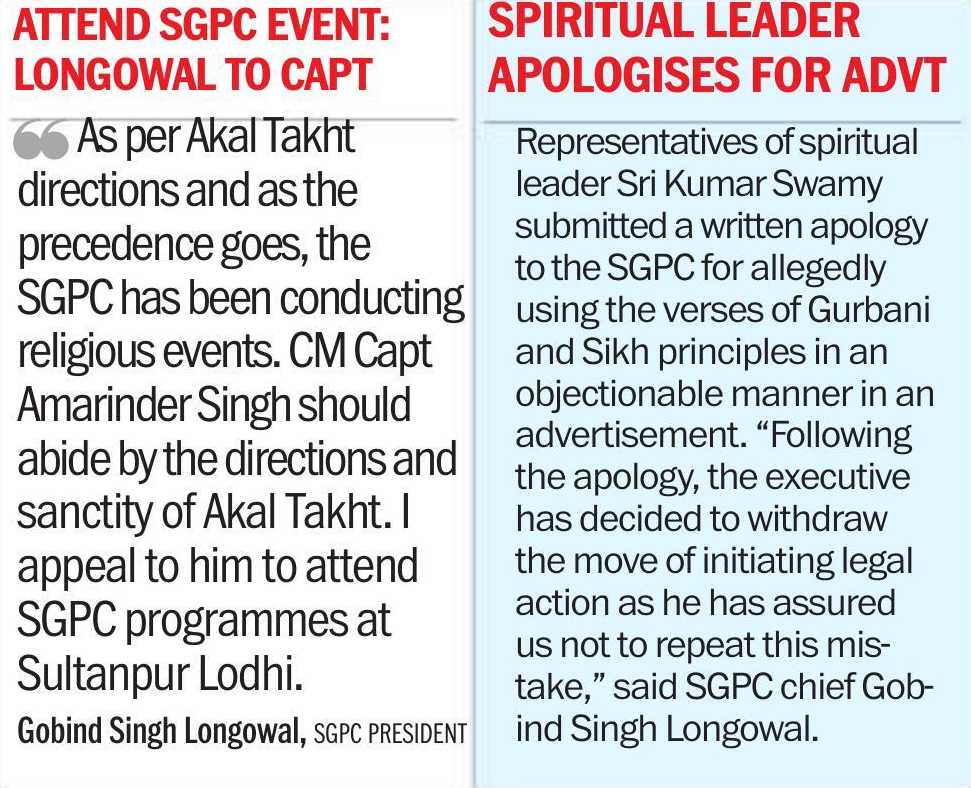 ATTEND SGPC EVENT:
LONGOWAL TO CAPT
“ As per Akal Takht
directions and as the
precedence goes, the
SGPC has been conducting
religious events. CM Capt
Amarinder Singh should
abide by the directions and
sanctity of Akal Takht. I
appeal to him to attend
SGPC programmes at
Sultanpur Lodhi.
Gobind Singh Longowal, SGPC PRESIDENT
SPIRITUAL LEADER
APOLOGISES FOR ADVT
Representatives of spiritual
leader Sri Kumar Swamy
submitted a written apology
to the SGPC for allegedly
using the verses of Gurbani
and Sikh principles in an
objectionable manner in an
advertisement. “Following
the apology, the executive
has decided to withdraw
the move of initiating legal
action as he has assured
us not to repeat this mis-
take,” said SGPC chief Gob-
ind Singh Longowal.